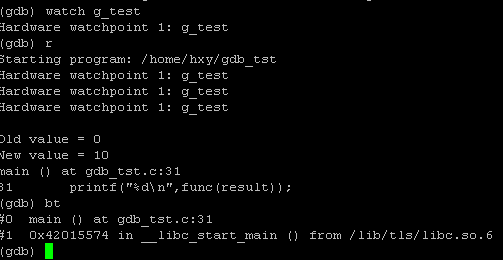 (gdb) watch g_test
Hardware watchpoint 1: g_test
(gdb) r
Starting program: /home/hxy/gdb_tst
Hardware watchpoint 1: g_test
Hardware watchpoint 1: g_test
Hardware watchpoint 1: g_test
Old value = 0
New value = 10
main () at gdb_tst.c:31
31 printf("%d\n",func(result));
(gdb) bt
#0 main () at gdb_tst.c:31
#1 0x42015574 in __libc_start_main () from /lib/tls/libc.so.6
(gdb)